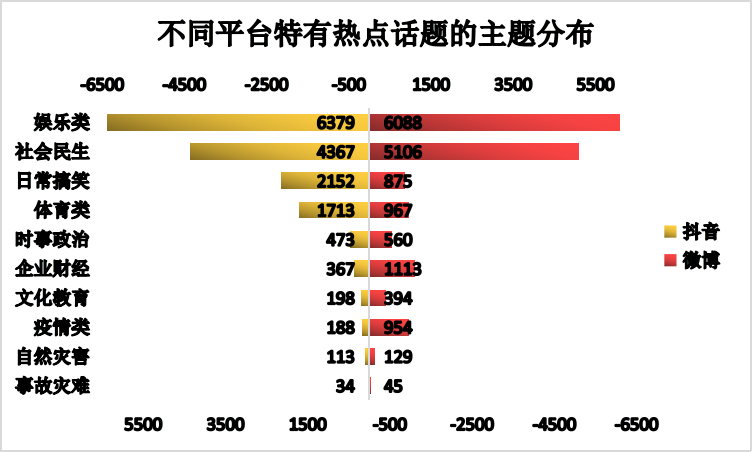 不同平台特有热点话题的主题分布
-6500 -4500 -2500 -500 1500 3500 5500
娱乐类 6379 6088
社会民生 4367 5106
日常搞笑 2152 875
体育类 1713 967
时事政治 473 560
企业财经 367 1113
文化教育 198 394
疫情类 188 954
自然灾害 113 129
事故灾难 34 45
抖音
微博
5500 3500 1500 -500 -2500 -4500 -6500